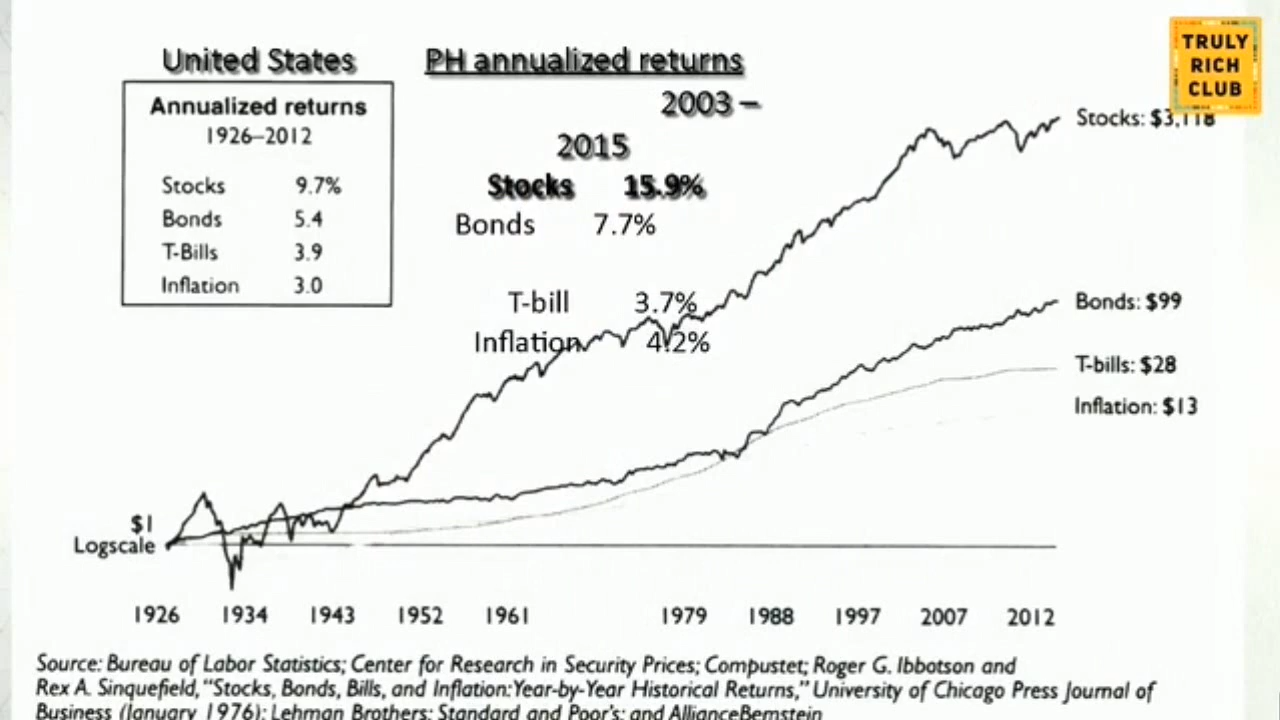 TRULY
RICH
CLUB
United States
Annualized returns
1926–2012
Stocks 9.7%
Bonds 5.4
T-Bills 3.9
Inflation 3.0
PH annualized returns
2003 –
2015
Stocks 15.9%
Bonds 7.7%
T-bill 3.7%
Inflation 4.2%
Stocks: $3,118
Bonds: $99
T-bills: $28
Inflation: $13
$1
Logscale
1926 1934 1943 1952 1961 1979 1988 1997 2007 2012
Source: Bureau of Labor Statistics; Center for Research in Security Prices; Compustet; Roger G. Ibbotson and
Rex A. Sinquefield, “Stocks, Bonds, Bills, and Inflation: Year-by-Year Historical Returns,” University of Chicago Press Journal of
Business (January 1976); Lehman Brothers; Standard and Poor's; and AllianceBernstein